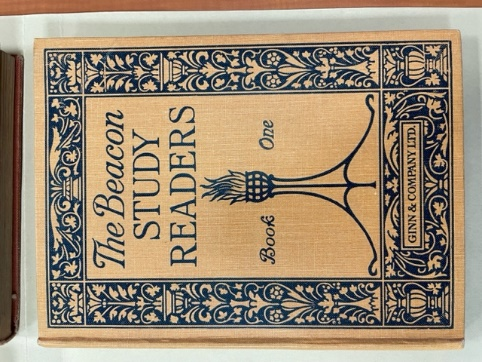 The Beacon
STUDY
READERS
Book One
GINN & COMPANY LTD.